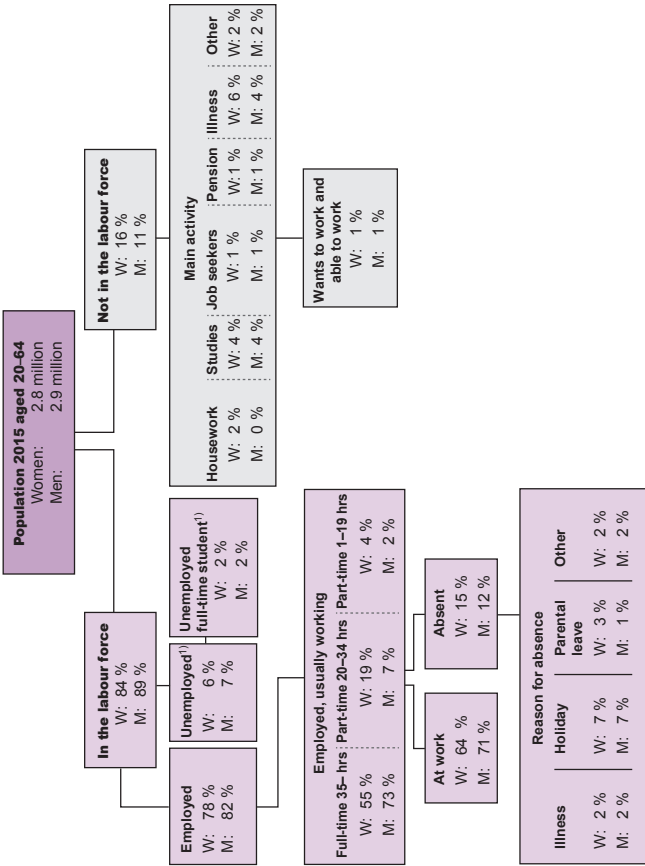 Population 2015 aged 20–64
Women: 2.8 million
Men: 2.9 million
In the labour force
W: 84 %
M: 89 %
Not in the labour force
W: 16 %
M: 11 %
Employed
W: 78 %
M: 82 %
Unemployed1)
W: 6 %
M: 7 %
Unemployed
full-time student1)
W: 2 %
M: 2 %
Main activity
Housework Studies Job seekers Pension Illness Other
W: 2 % W: 4 % W: 1 % W:1 % W: 6 % W: 2 %
M: 0 % M: 4 % M: 1 % M:1 % M: 4 % M: 2 %
Wants to work and
able to work
W: 1 %
M: 1 %
Employed, usually working
Full-time 35– hrs Part-time 20–34 hrs Part-time 1–19 hrs
W: 55 % W: 19 % W: 4 %
M: 73 % M: 7 % M: 2 %
At work
W: 64 %
M: 71 %
Absent
W: 15 %
M: 12 %
Reason for absence
Illness Holiday Parental leave Other
W: 2 % W: 7 % W: 3 % W: 2 %
M: 2 % M: 7 % M: 1 % M: 2 %